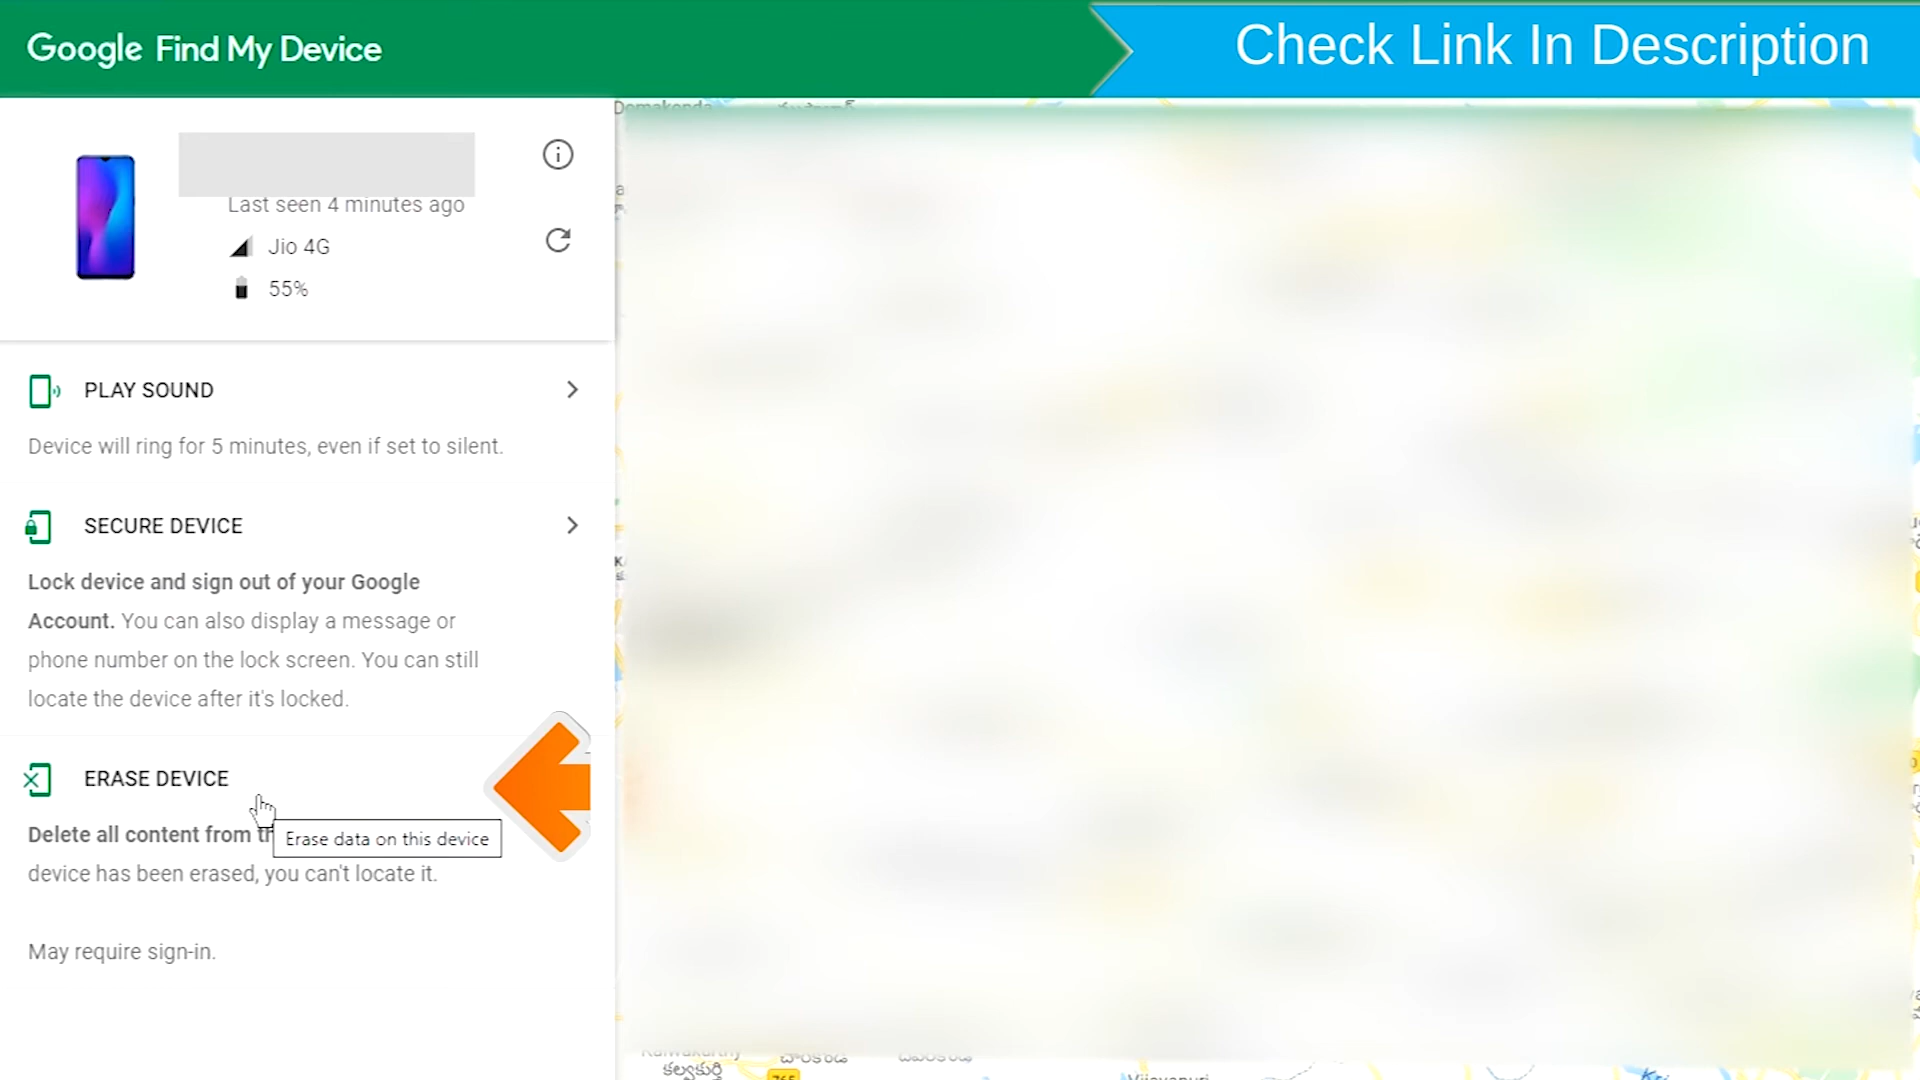 Google Find My Device
Check Link In Description
Last seen 4 minutes ago
Jio 4G
55%
PLAY SOUND
Device will ring for 5 minutes, even if set to silent.
SECURE DEVICE
Lock device and sign out of your Google
Account. You can also display a message or
phone number on the lock screen. You can still
locate the device after it's locked.
ERASE DEVICE
Delete all content from
Erase data on this device
device has been erased, you can't locate it.
May require sign-in.
కల్వకుర్తి